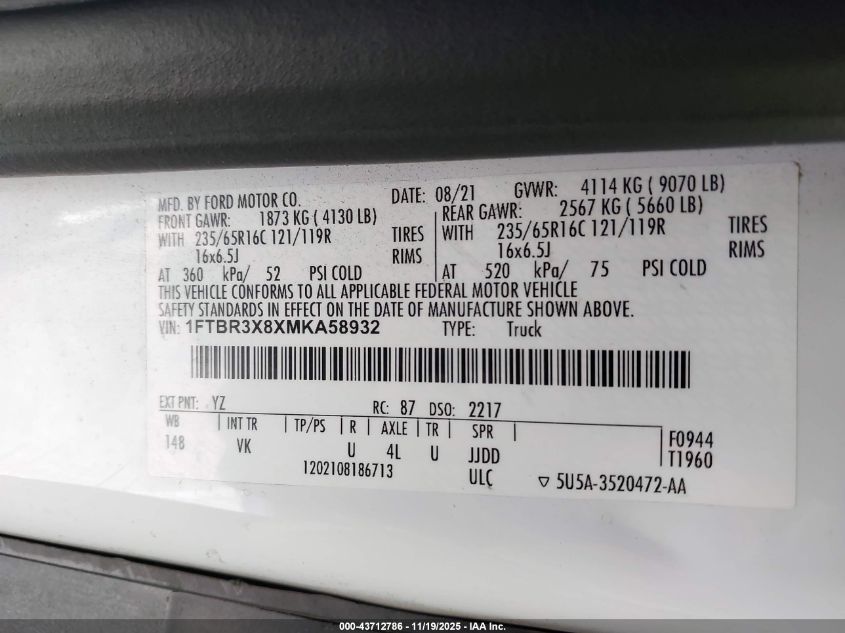 MFD. BY FORD MOTOR CO. DATE: 08/21 GVWR: 4114 KG ( 9070 LB)
FRONT GAWR: 1873 KG ( 4130 LB) REAR GAWR: 2567 KG ( 5660 LB)
WITH 235/65R16C 121/119R TIRES WITH 235/65R16C 121/119R TIRES
16x6.5J RIMS 16x6.5J RIMS
AT 360 kPa/ 52 PSI COLD AT 520 kPa/ 75 PSI COLD
THIS VEHICLE CONFORMS TO ALL APPLICABLE FEDERAL MOTOR VEHICLE
SAFETY STANDARDS IN EFFECT ON THE DATE OF MANUFACTURE SHOWN ABOVE.
VIN: 1FTBR3X8XMKA58932 TYPE: Truck
EXT PNT: YZ RC: 87 DSO: 2217
WB INT TR TP/PS R AXLE TR SPR
148 VK U 4L U JJDD F0944
1202108186713 ULC T1960
5U5A-3520472-AA
000-43712786 - 11/19/2025 - IAA Inc.